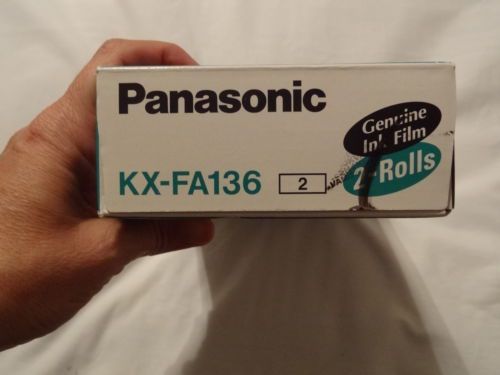 Panasonic
Genuine
Ink Film
2-Rolls
KX-FA136
2